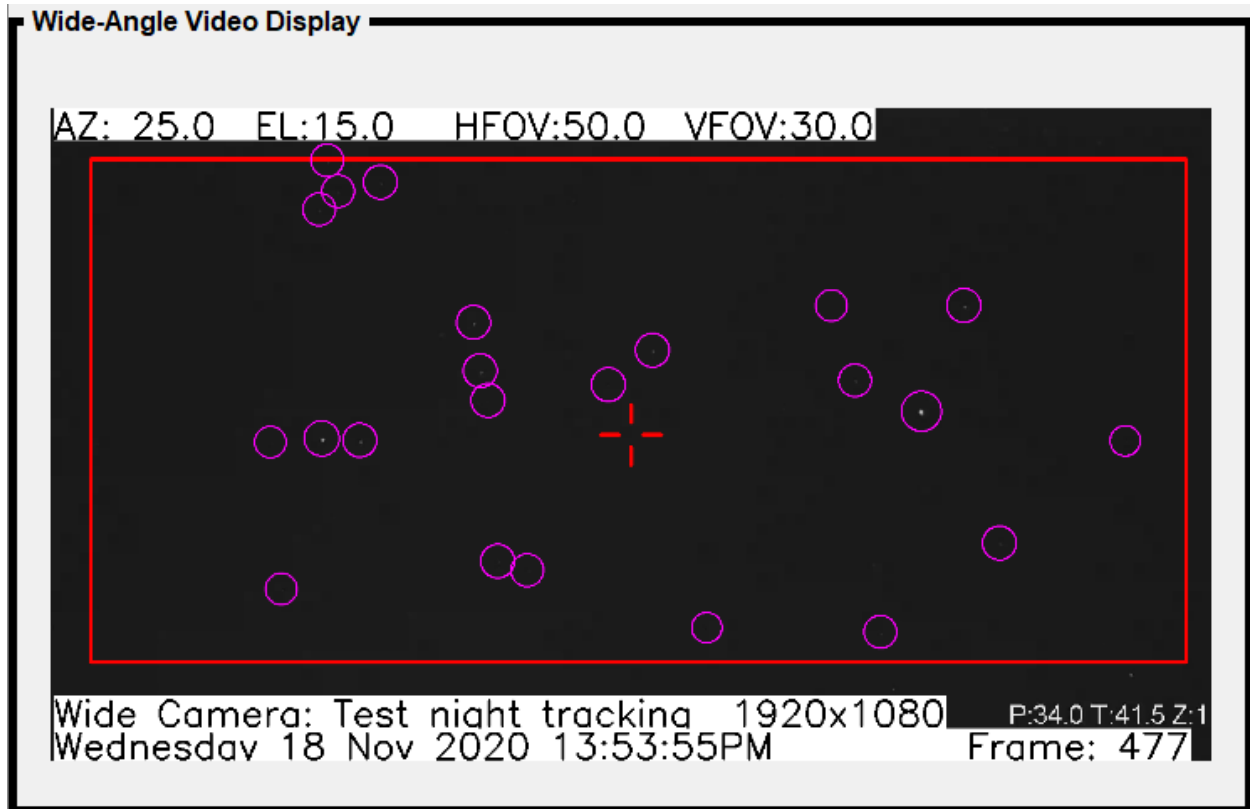 Wide-Angle Video Display
AZ: 25.0 EL:15.0 HFOV:50.0 VFOV:30.0
Wide Camera: Test night tracking 1920x1080 P:34.0 T:41.5 Z:1
Wednesday 18 Nov 2020 13:53:55PM Frame: 477